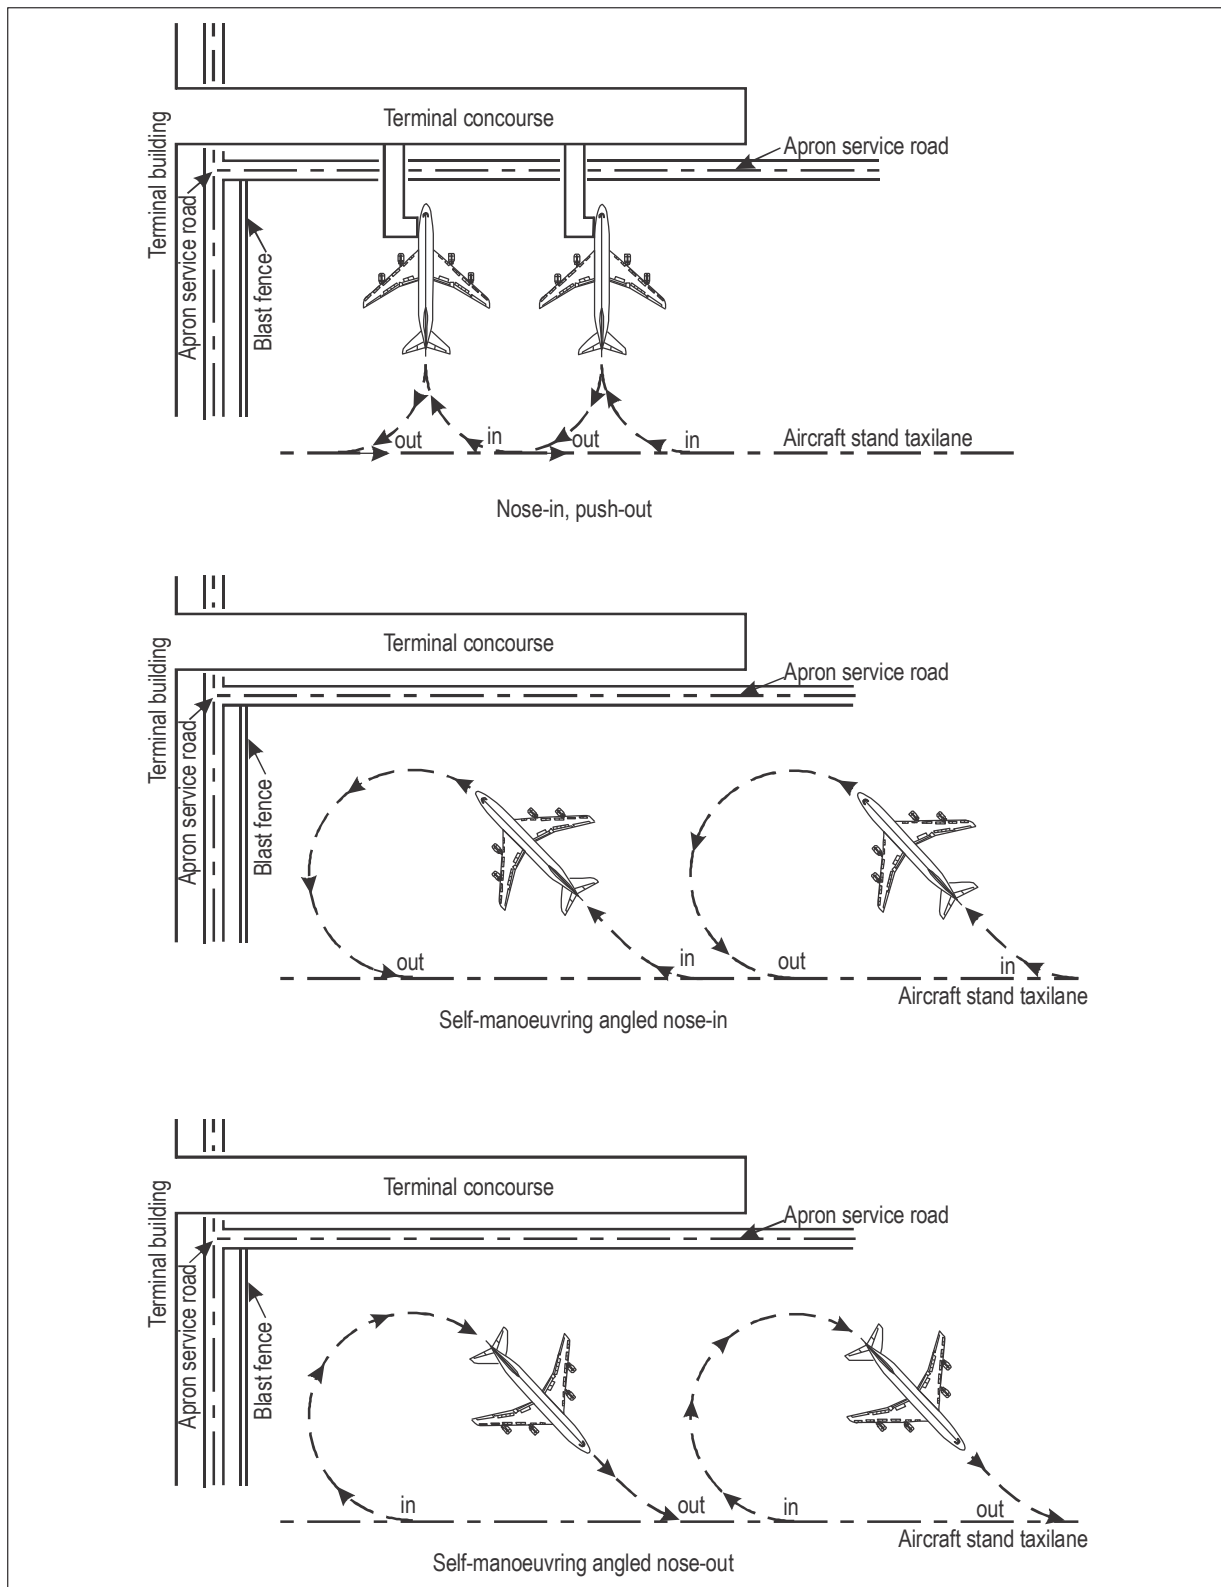 Terminal concourse
Apron service road
Terminal building
Apron service road
Blast fence
out
in
out
in
Aircraft stand taxilane
Nose-in, push-out
Terminal concourse
Apron service road
Terminal building
Apron service road
Blast fence
out
in
out
in
Aircraft stand taxilane
Self-manoeuvring angled nose-in
Terminal concourse
Apron service road
Terminal building
Apron service road
Blast fence
in
out
in
out
Aircraft stand taxilane
Self-manoeuvring angled nose-out